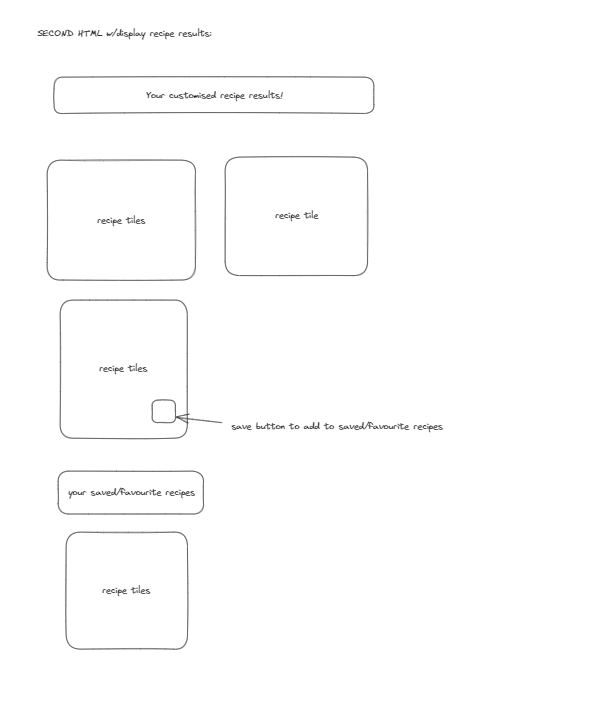 SECOND HTML w/display recipe results:
Your customised recipe results!
recipe tiles
recipe tile
recipe tiles
save button to add to saved/favourite recipes
your saved/favourite recipes
recipe tiles